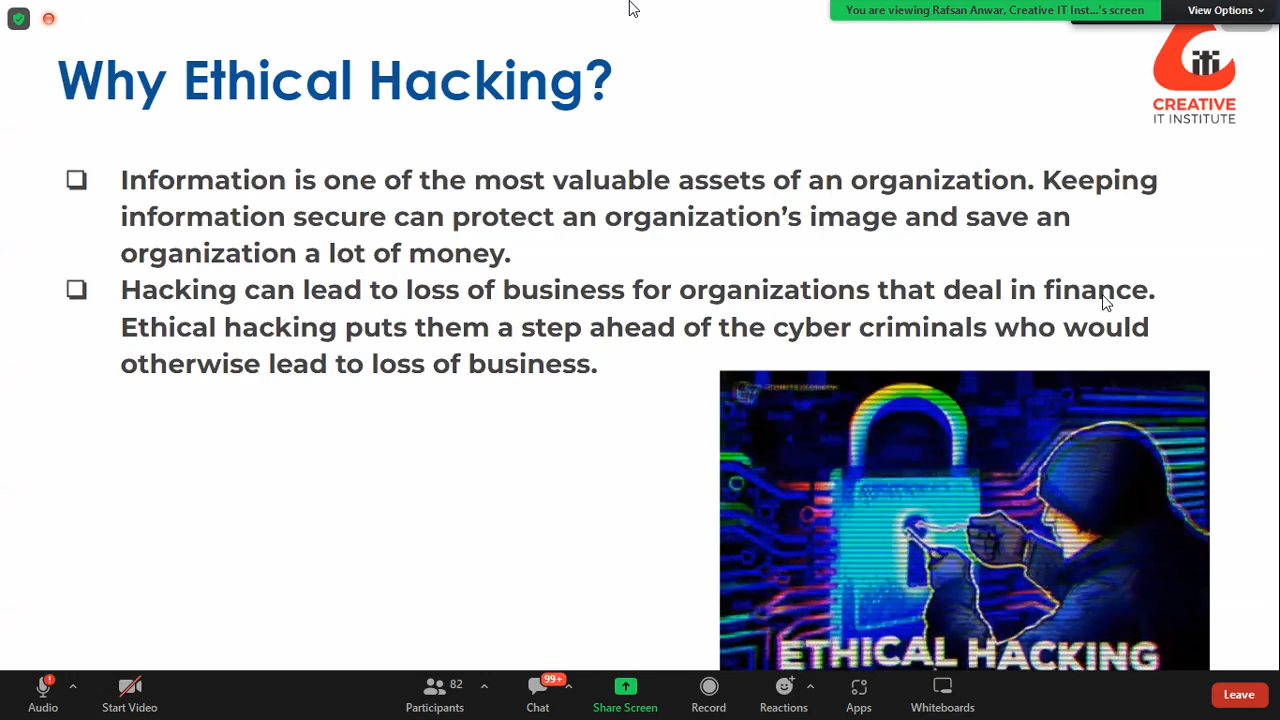 You are viewing Rafsan Anwar, Creative IT Inst...'s screen
View Options
Why Ethical Hacking?
iTi
CREATIVE
IT INSTITUTE
Information is one of the most valuable assets of an organization. Keeping
information secure can protect an organization’s image and save an
organization a lot of money.
Hacking can lead to loss of business for organizations that deal in finance.
Ethical hacking puts them a step ahead of the cyber criminals who would
otherwise lead to loss of business.
ETHICAL HACKING
Audio
Start Video
82
Participants
99+
Chat
Share Screen
Record
Reactions
Apps
Whiteboards
Leave